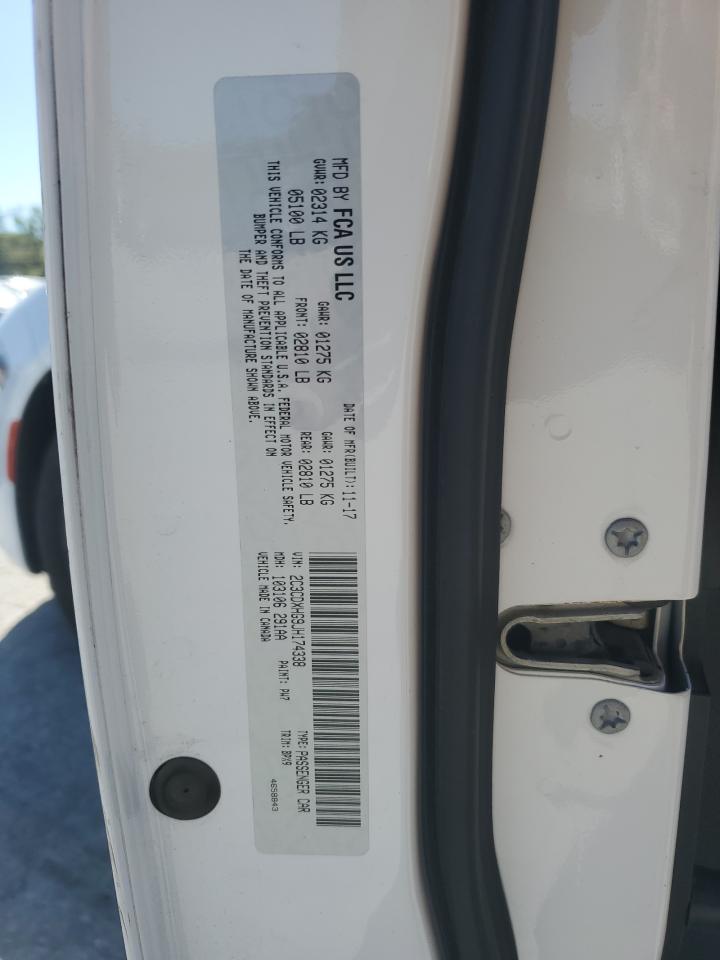 MFD BY FCA US LLC
DATE OF MFR(BUILT): 11-17
GVWR: 02314 KG
GAWR: 01275 KG
GAWR: 01275 KG
05100 LB
FRONT: 02810 LB
REAR: 02810 LB
THIS VEHICLE CONFORMS TO ALL APPLICABLE U.S.A. FEDERAL MOTOR VEHICLE SAFETY,
BUMPER AND THEFT PREVENTION STANDARDS IN EFFECT ON
THE DATE OF MANUFACTURE SHOWN ABOVE.
VIN: 2C3CDXHG9JH174338
TYPE: PASSENGER CAR
MDH: 103106 291AA
PAINT: PW7
TRIM: BPX9
VEHICLE MADE IN CANADA
4658843